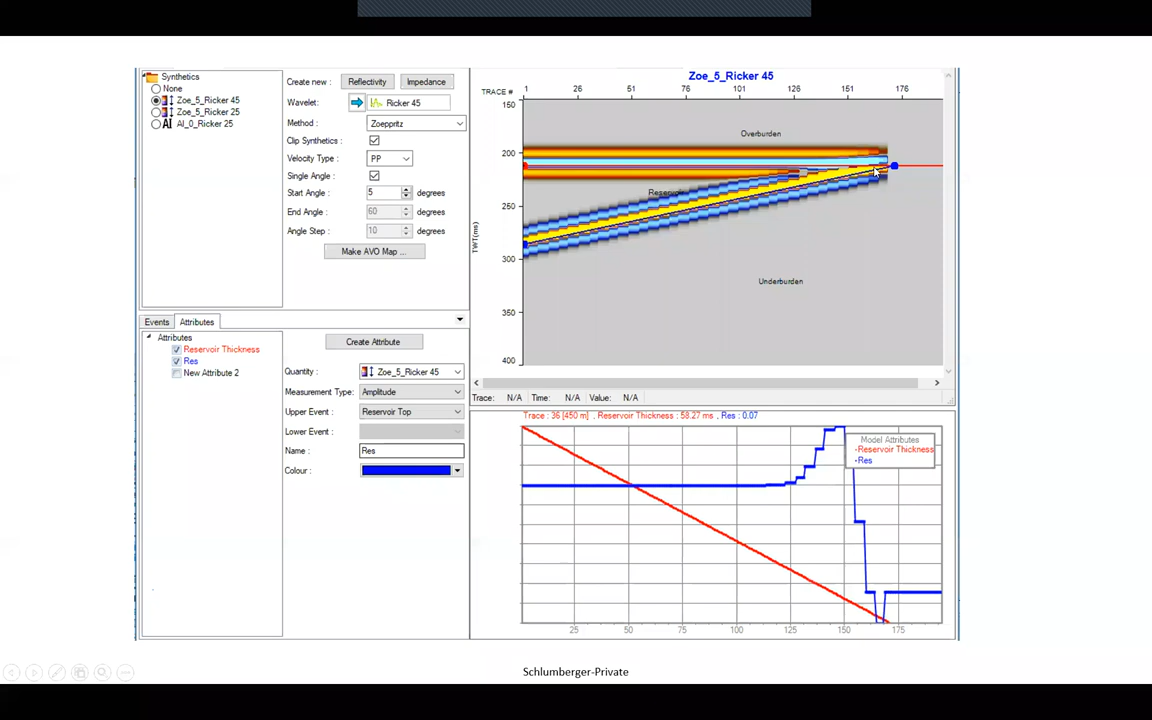 Synthetics
None
Zoe_5_Ricker 45
Zoe_5_Ricker 25
AI AI_0_Ricker 25
Create new : Reflectivity Impedance
Wavelet: Ricker 45
Method : Zoeppritz
Clip Synthetics :
Velocity Type : PP
Single Angle :
Start Angle : 5 degrees
End Angle : 60 degrees
Angle Step : 10 degrees
Make AVO Map ...
Zoe_5_Ricker 45
TRACE # 1 26 51 76 101 126 151 176
150
200
250
300
350
400
TWT(ms)
Overburden
Reservoir
Underburden
Trace: N/A Time: N/A Value: N/A
Events Attributes
Attributes
Reservoir Thickness
Res
New Attribute 2
Create Attribute
Quantity : Zoe_5_Ricker 45
Measurement Type: Amplitude
Upper Event : Reservoir Top
Lower Event :
Name : Res
Colour :
Trace : 36 [450 m] , Reservoir Thickness : 58.27 ms , Res : 0.07
Model Attributes
-Reservoir Thickness
-Res
25 50 75 100 125 150 175
Schlumberger-Private